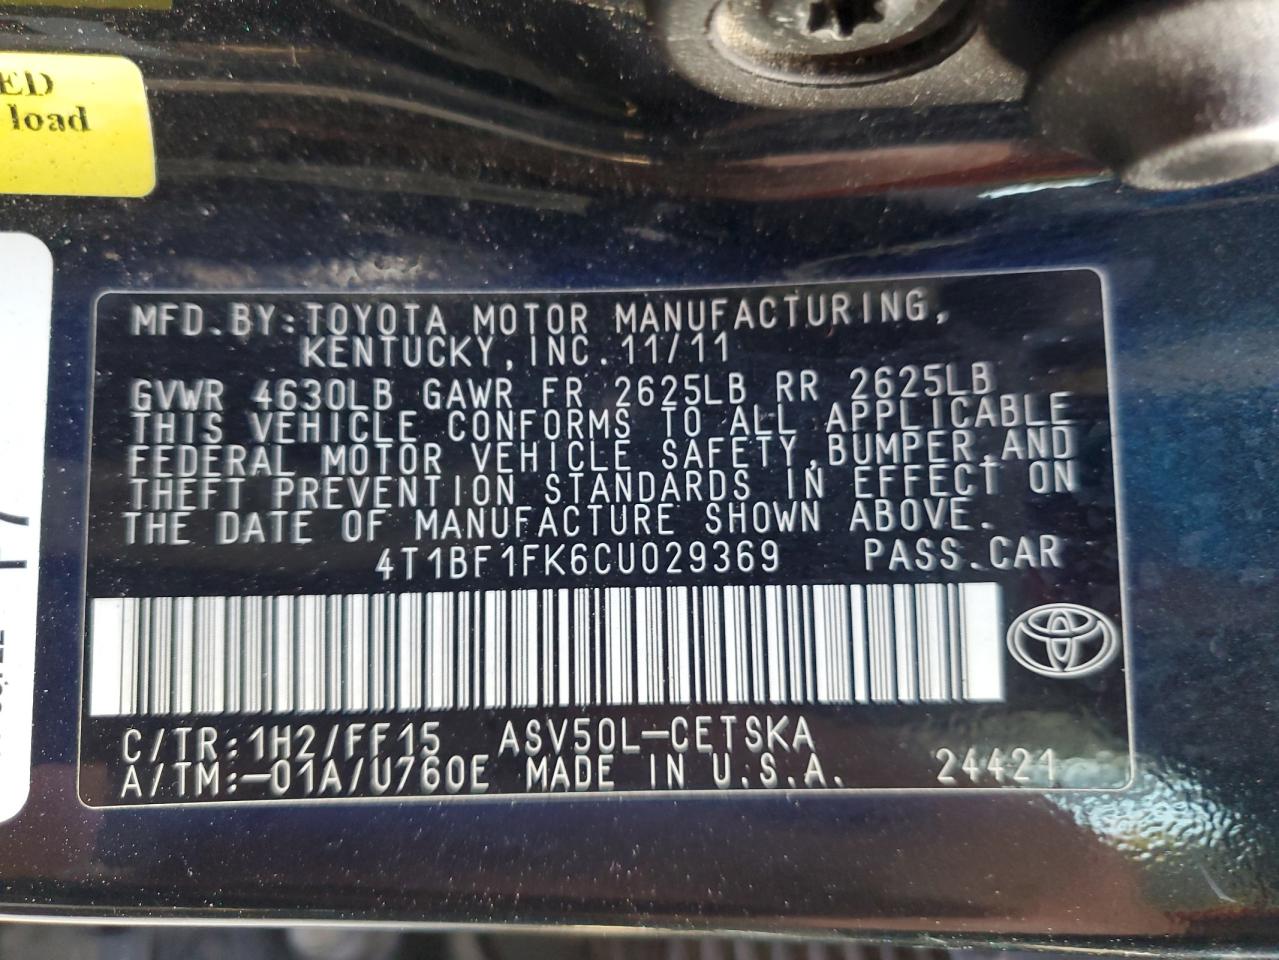 ED
load
MFD.BY:TOYOTA MOTOR MANUFACTURING,
KENTUCKY,INC.11/11
GVWR 4630LB GAWR FR 2625LB RR 2625LB
THIS VEHICLE CONFORMS TO ALL APPLICABLE
FEDERAL MOTOR VEHICLE SAFETY,BUMPER,AND
THEFT PREVENTION STANDARDS IN EFFECT ON
THE DATE OF MANUFACTURE SHOWN ABOVE.
4T1BF1FK6CU029369 PASS.CAR
C/TR:1H2/FF15 ASV50L-CETSKA
A/TM:-01A/U760E MADE IN U.S.A. 24421